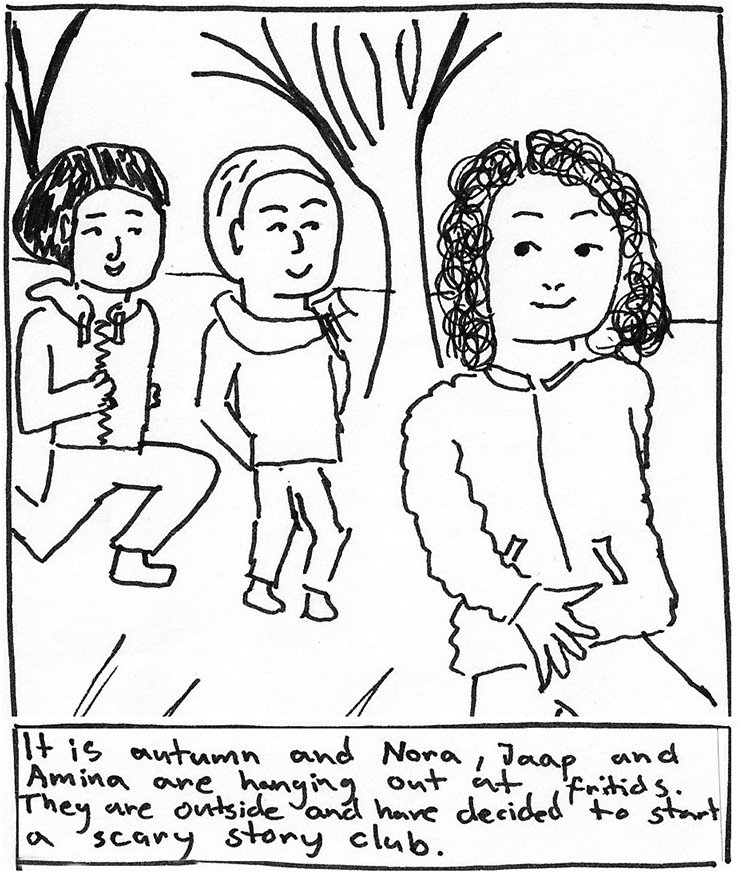 It is autumn and Nora, Jaap and
Amina are hanging out at fritids.
They are outside and have decided to start
a scary story club.